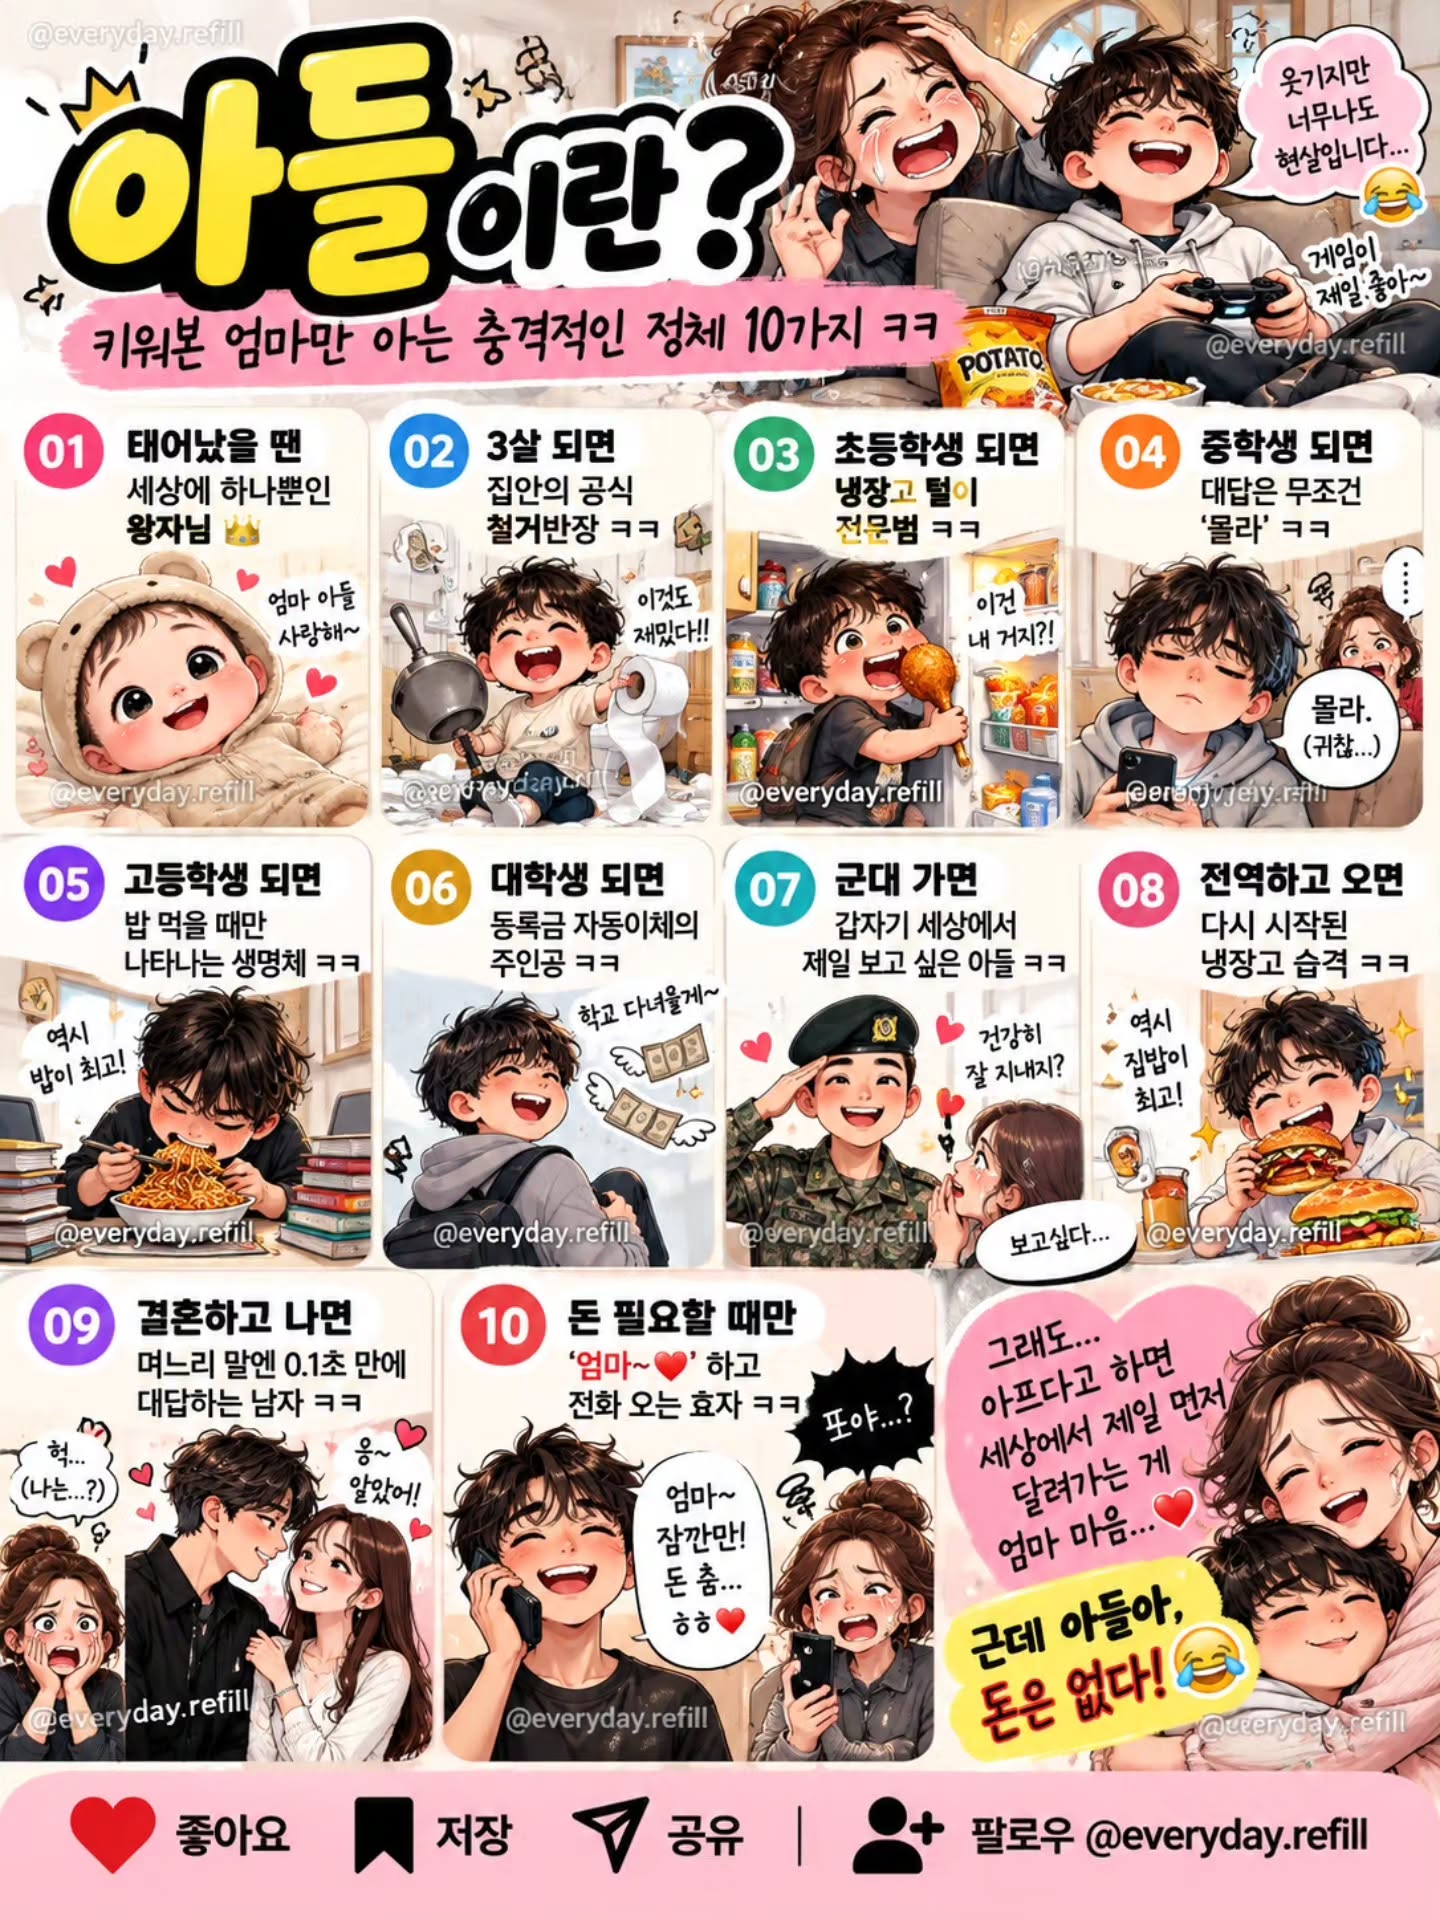 @everyday.refill
아들이란?
키워본 엄마만 아는 충격적인 정체 10가지 ㅋㅋ
웃기지만
너무나도
현살입니다...
게임이
제일.좋아~
POTATO
@everyday.refill
01 태어났을 땐
세상에 하나뿐인
왕자님
엄마 아들
사랑해~
@everyday.refill
02 3살 되면
집안의 공식
철거반장 ㅋㅋ
이것도
재밌다!!
03 초등학생 되면
냉장고 털이
전문범 ㅋㅋ
이건
내 거지?!
@everyday.refill
04 중학생 되면
대답은 무조건
‘몰라’ ㅋㅋ
몰라.
(귀찮...)
05 고등학생 되면
밥 먹을 때만
나타나는 생명체 ㅋㅋ
역시
밥이 최고!
@everyday.refill
06 대학생 되면
동록금 자동이체의
주인공 ㅋㅋ
학교 다녀올게~
@everyday.refill
07 군대 가면
갑자기 세상에서
제일 보고 싶은 아들 ㅋㅋ
건강히
잘 지내지?
보고싶다...
@everyday.refill
08 전역하고 오면
다시 시작된
냉장고 습격 ㅋㅋ
역시
집밥이
최고!
@everyday.refill
09 결혼하고 나면
며느리 말엔 0.1초 만에
대답하는 남자 ㅋㅋ
헉...
(나는...?)
응~
알았어!
@everyday.refill
10 돈 필요할 때만
‘엄마~❤’ 하고
전화 오는 효자 ㅋㅋ
또야...?
엄마~
잠깐만!
돈 춤...
ㅎㅎ❤
@everyday.refill
그래도...
아프다고 하면
세상에서 제일 먼저
달려가는 게
엄마 마음...❤
근데 아들아,
돈은 없다!
좋아요 저장 공유 | 팔로우 @everyday.refill